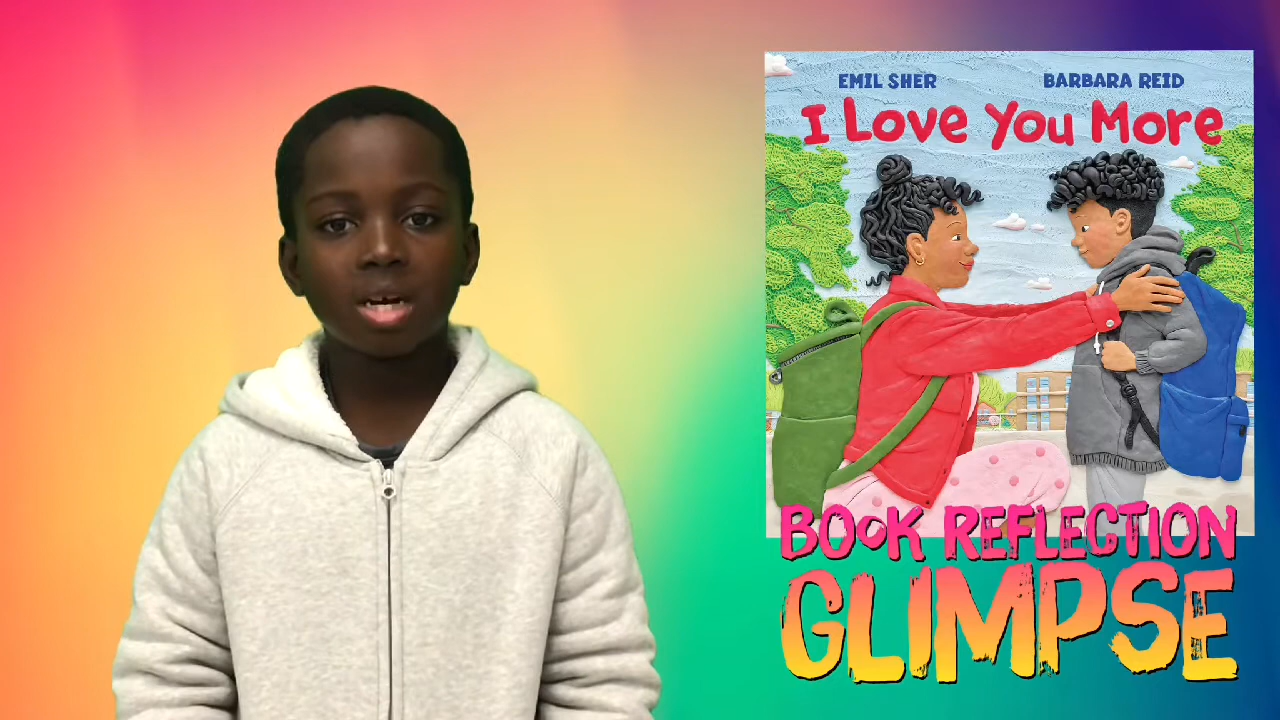 EMIL SHER
BARBARA REID
I Love You More
BOOK REFLECTION
GLIMPSE